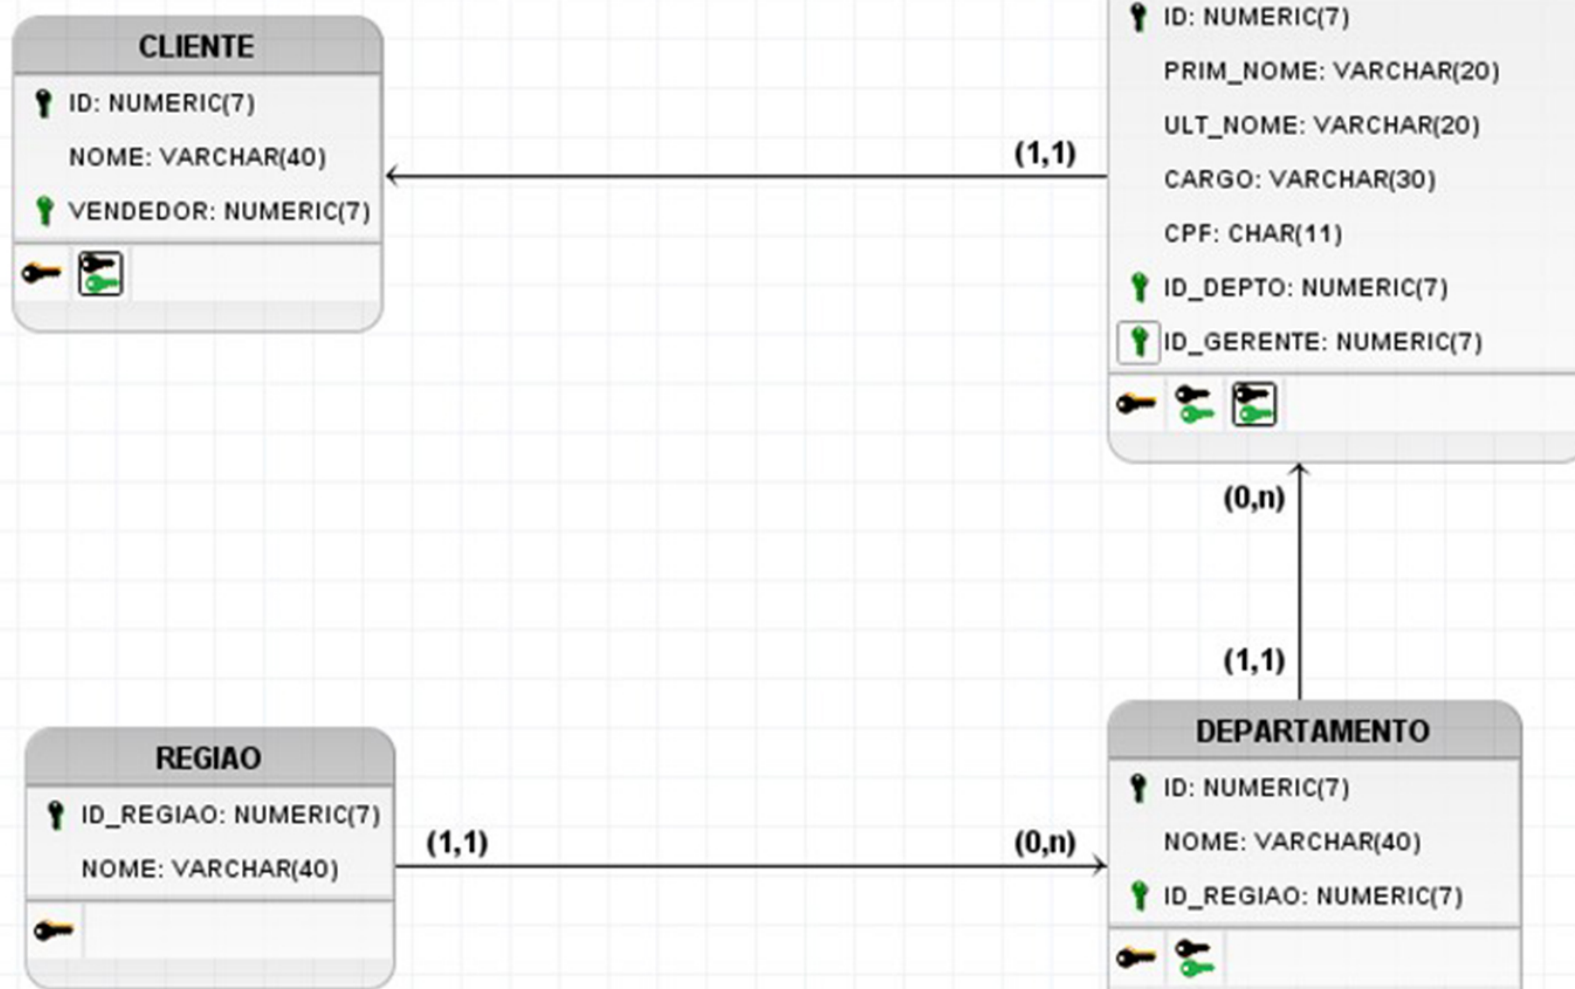 CLIENTE
ID: NUMERIC(7)
NOME: VARCHAR(40)
VENDEDOR: NUMERIC(7)
(1,1)
ID: NUMERIC(7)
PRIM_NOME: VARCHAR(20)
ULT_NOME: VARCHAR(20)
CARGO: VARCHAR(30)
CPF: CHAR(11)
ID_DEPTO: NUMERIC(7)
ID_GERENTE: NUMERIC(7)
(0,n)
(1,1)
REGIAO
ID_REGIAO: NUMERIC(7)
NOME: VARCHAR(40)
(1,1)
(0,n)
DEPARTAMENTO
ID: NUMERIC(7)
NOME: VARCHAR(40)
ID_REGIAO: NUMERIC(7)